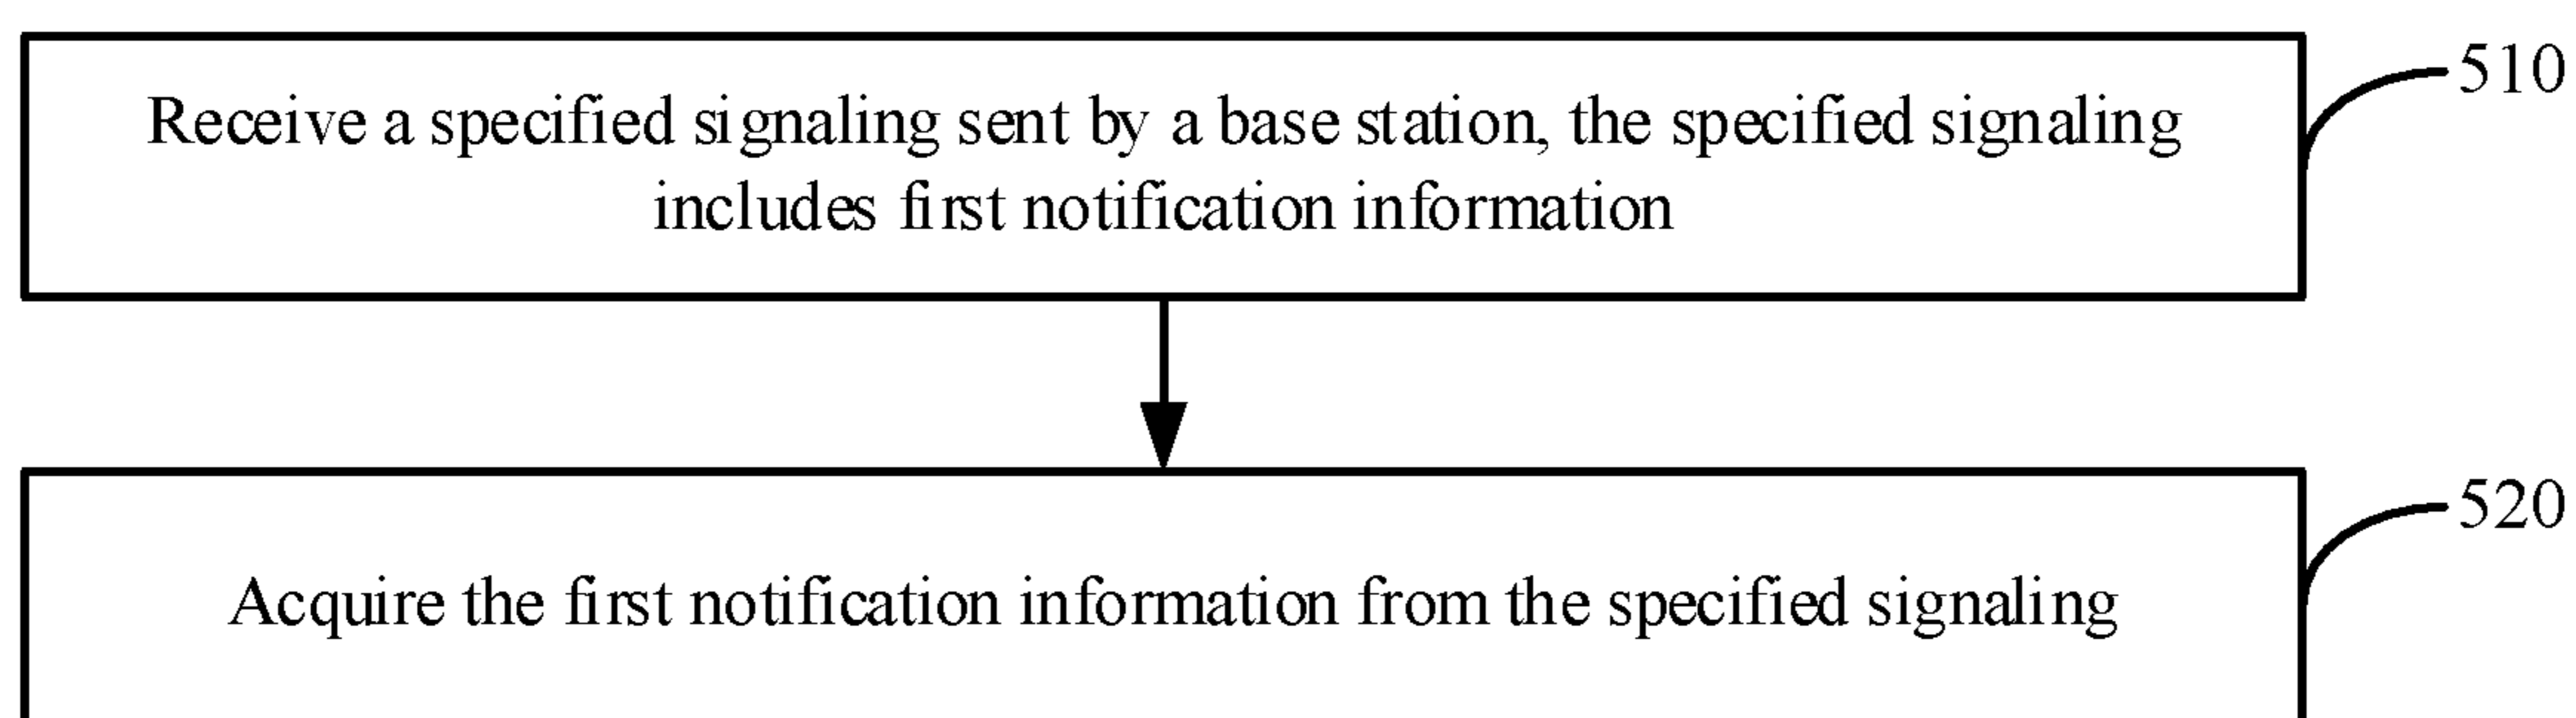 510
Receive a specified signaling sent by a base station, the specified signaling
includes first notification information
520
Acquire the first notification information from the specified signaling